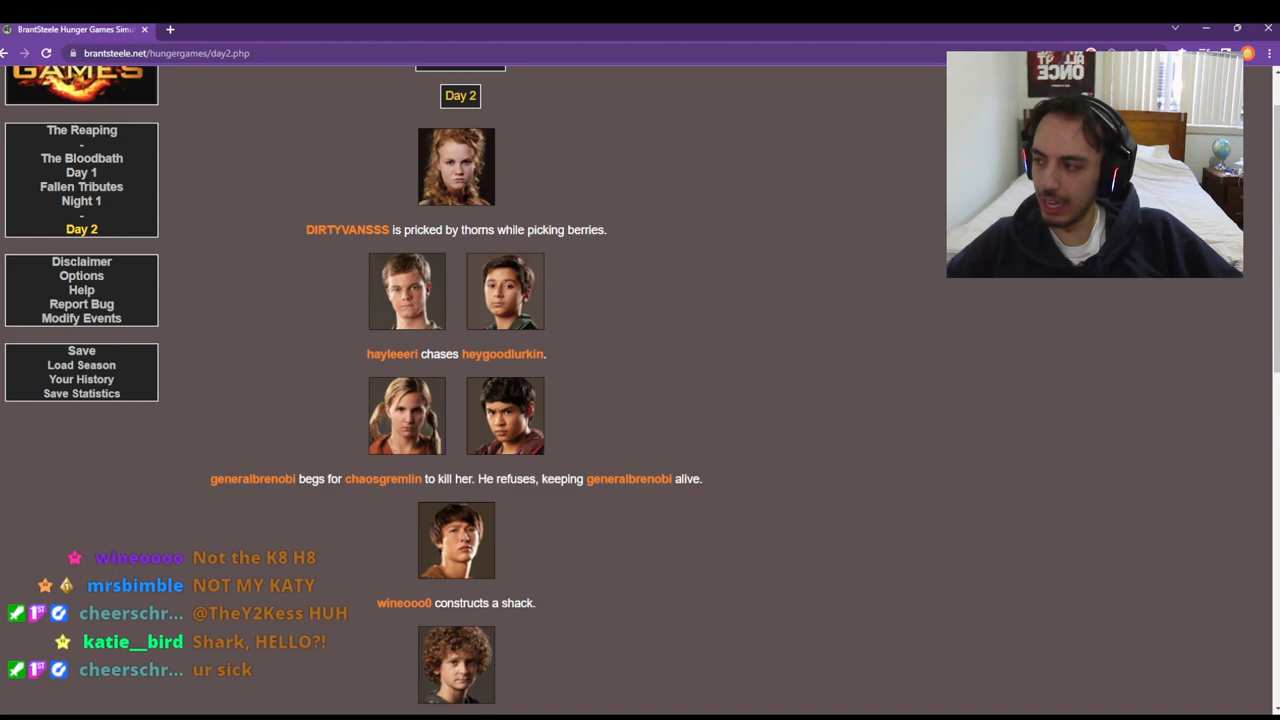 BrantSteele Hunger Games Simu
brantsteele.net/hungergames/day2.php
GAMES
ALL AT
ONCE
Day 2
The Reaping
-
The Bloodbath
Day 1
Fallen Tributes
Night 1
-
Day 2
Disclaimer
Options
Help
Report Bug
Modify Events
Save
Load Season
Your History
Save Statistics
DIRTYVANSSS is pricked by thorns while picking berries.
hayleeeri chases heygoodlurkin.
generalbrenobi begs for chaosgremlin to kill her. He refuses, keeping generalbrenobi alive.
wineooo0 constructs a shack.
wineoooo Not the K8 H8
mrsbimble NOT MY KATY
cheerschr... @TheY2Kess HUH
katie__bird Shark, HELLO?!
cheerschr... ur sick